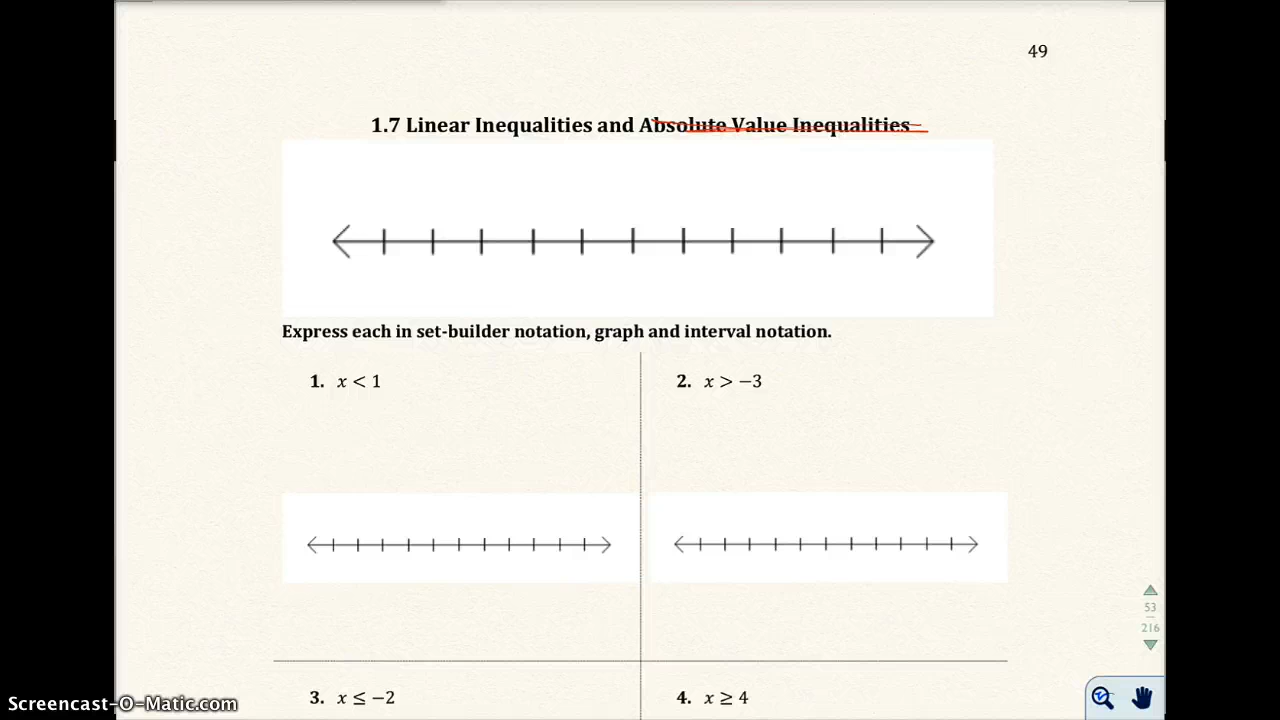 49
1.7 Linear Inequalities and Absolute Value Inequalities
Express each in set-builder notation, graph and interval notation.
1. x < 1
2. x > −3
3. x ≤ −2
4. x ≥ 4
53
216
Screencast-O-Matic.com